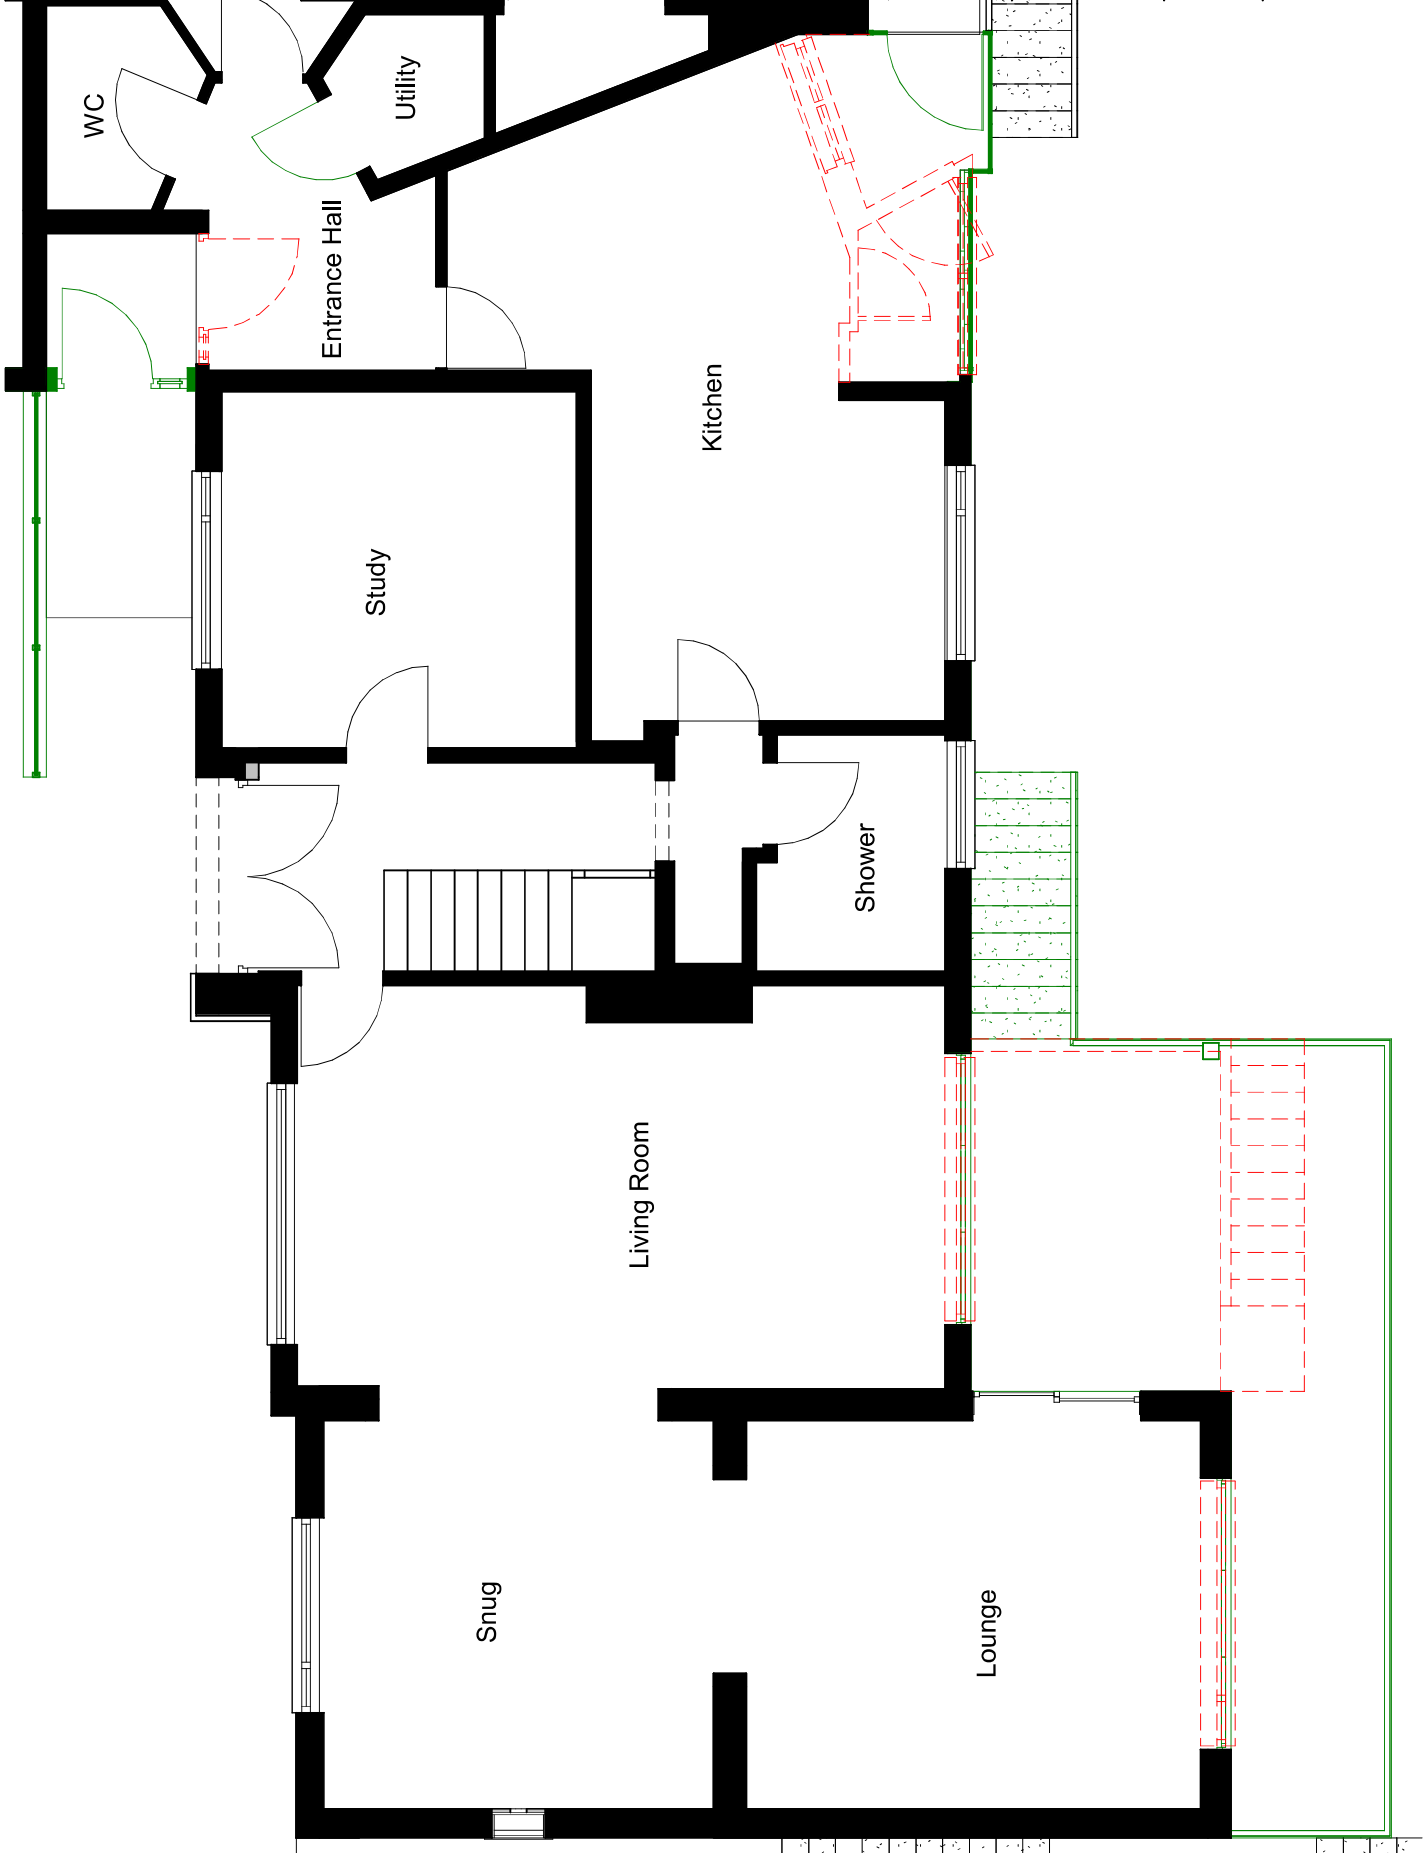 WC
Utility
Entrance Hall
Kitchen
Study
Shower
Living Room
Snug
Lounge